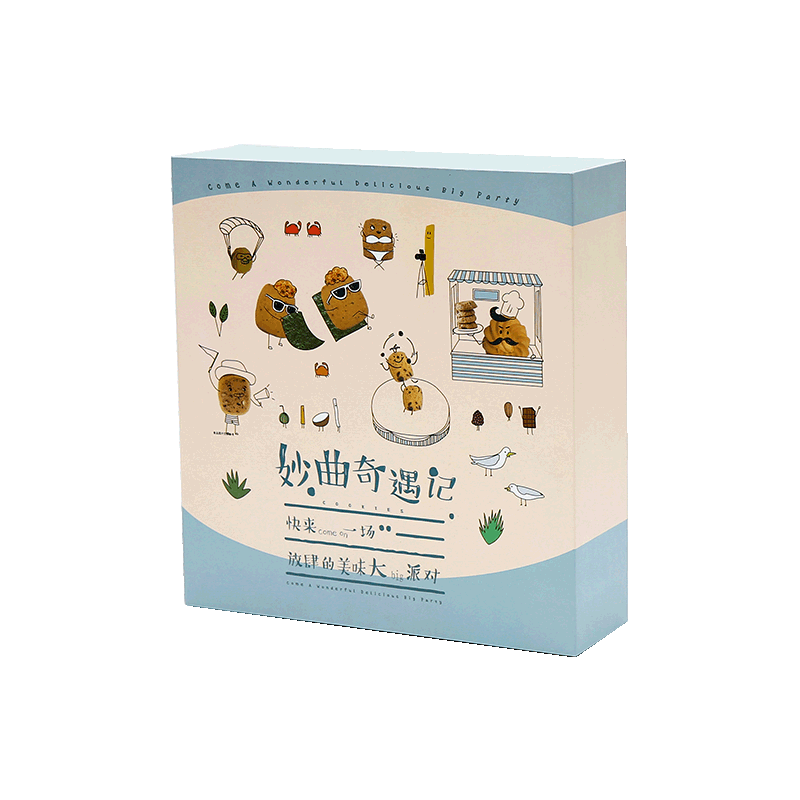 Come A Wonderful Delicious Big Party
妙曲奇遇记
COOKIES
快来come on一场
放肆的美味大big派对
Come A Wonderful Delicious Big Party